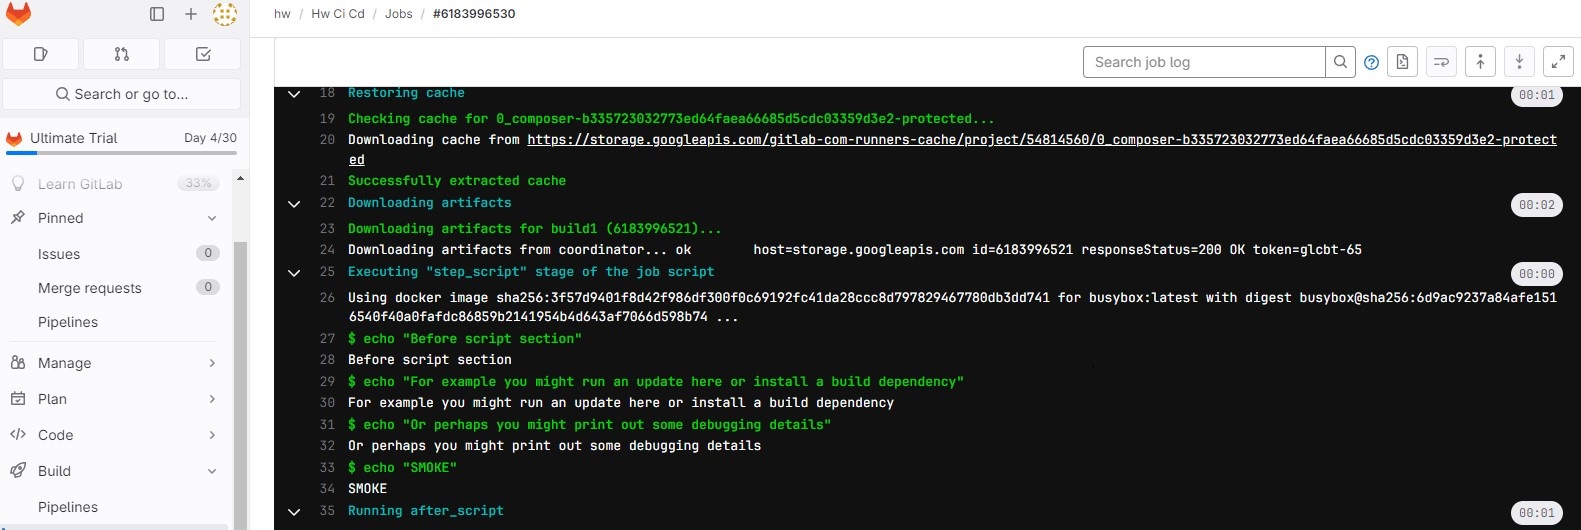 hw / Hw Ci Cd / Jobs / #6183996530
Search or go to...
Ultimate Trial Day 4/30
Learn GitLab 33%
Pinned
Issues 0
Merge requests 0
Pipelines
Manage
Plan
Code
Build
Pipelines
Search job log
18 Restoring cache 00:01
19 Checking cache for 0_composer-b335723032773ed64faea66685d5cdc03359d3e2-protected...
20 Downloading cache from https://storage.googleapis.com/gitlab-com-runners-cache/project/54814560/0_composer-b335723032773ed64faea66685d5cdc03359d3e2-protect
ed
21 Successfully extracted cache
22 Downloading artifacts 00:02
23 Downloading artifacts for build1 (6183996521)...
24 Downloading artifacts from coordinator... ok host=storage.googleapis.com id=6183996521 responseStatus=200 OK token=glcbt-65
25 Executing "step_script" stage of the job script 00:00
26 Using docker image sha256:3f57d9401f8d42f986df300f0c69192fc41da28ccc8d797829467780db3dd741 for busybox:latest with digest busybox@sha256:6d9ac9237a84afe151
6540f40a0fafdc86859b2141954b4d643af7066d598b74 ...
27 $ echo "Before script section"
28 Before script section
29 $ echo "For example you might run an update here or install a build dependency"
30 For example you might run an update here or install a build dependency
31 $ echo "Or perhaps you might print out some debugging details"
32 Or perhaps you might print out some debugging details
33 $ echo "SMOKE"
34 SMOKE
35 Running after_script 00:01